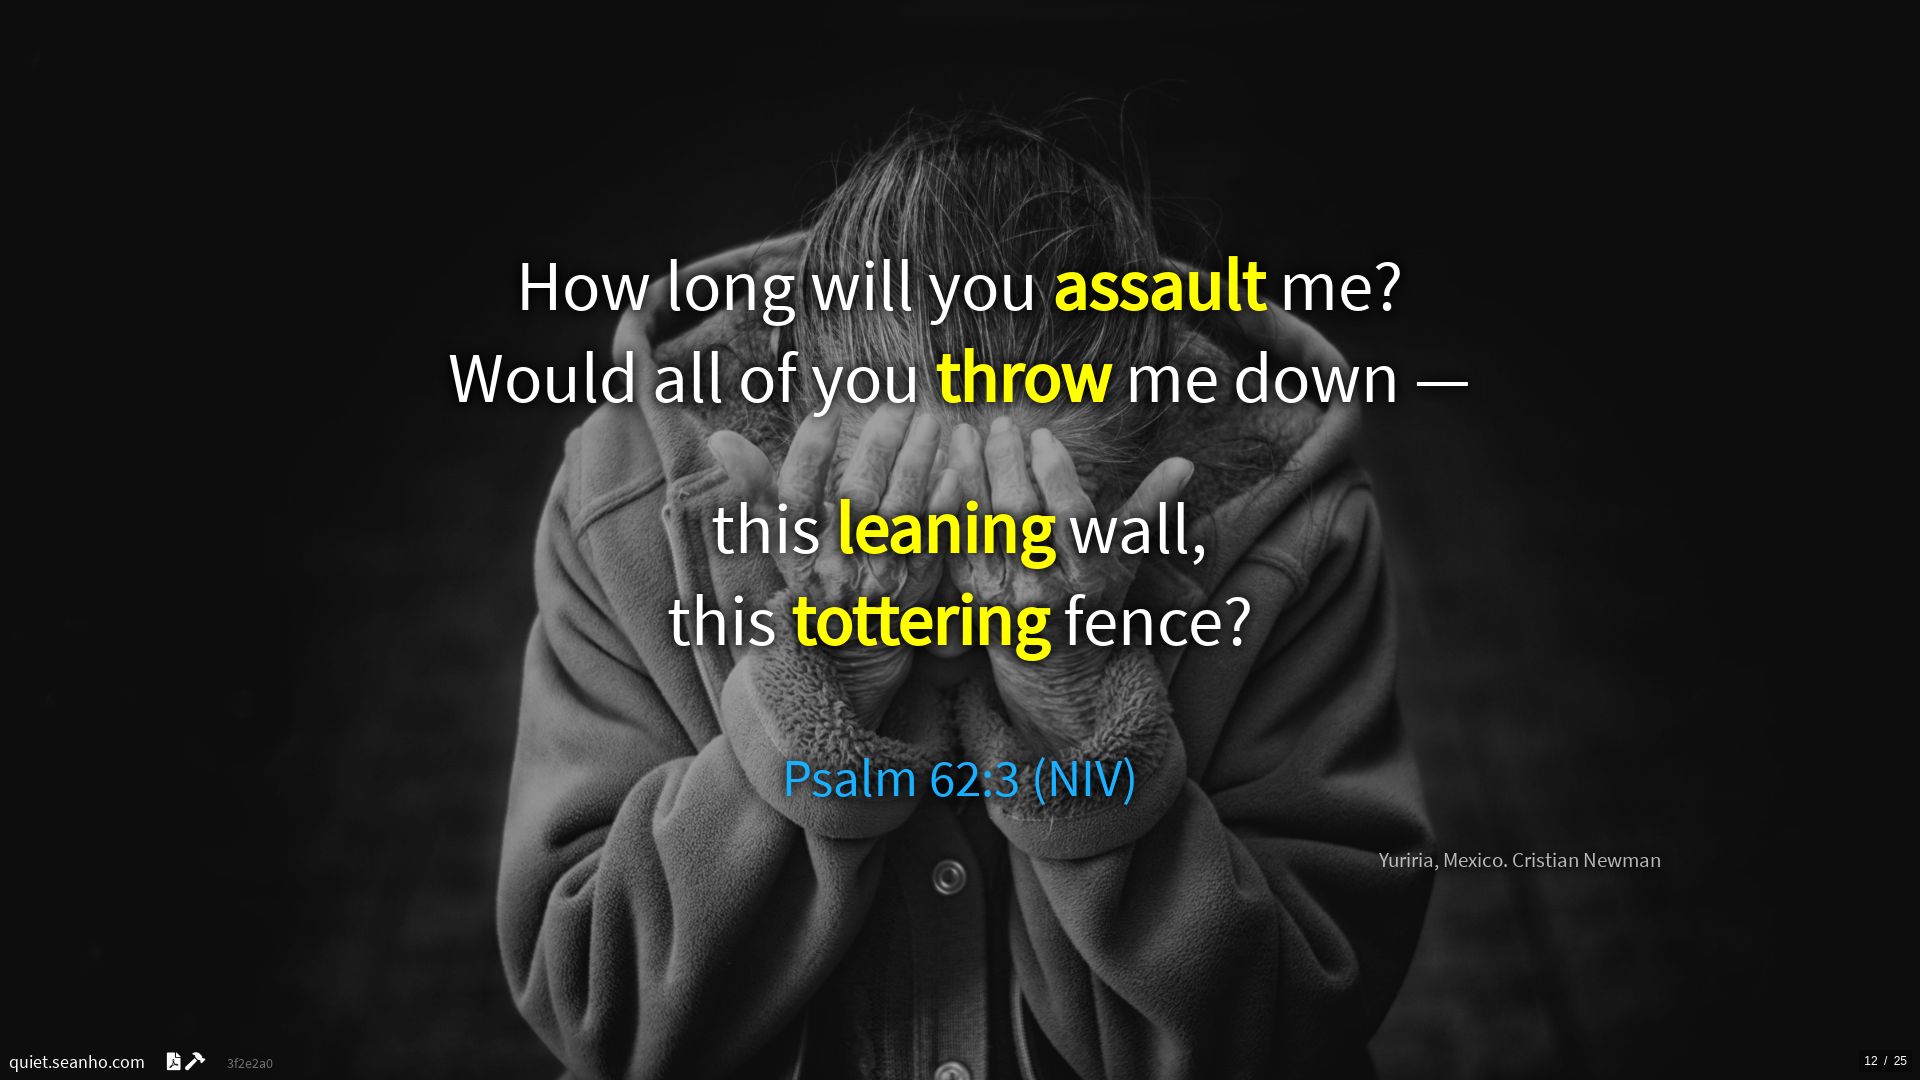 How long will you assault me?
Would all of you throw me down —
this leaning wall,
this tottering fence?
Psalm 62:3 (NIV)
Yuriria, Mexico. Cristian Newman
quiet.seanho.com 3f2e2a0
12 / 25